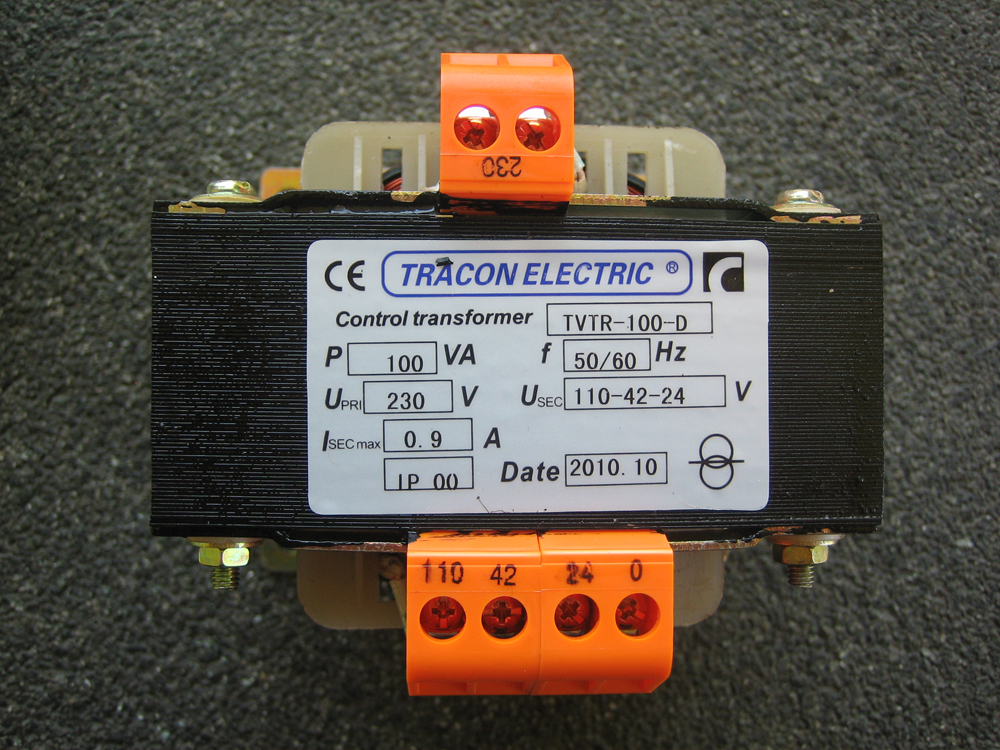 230
CE TRACON ELECTRIC ®
Control transformer TVTR-100-D
P 100 VA f 50/60 Hz
UPRI 230 V USEC 110-42-24 V
ISEC max 0.9 A
IP 00 Date 2010.10
110 42 24 0